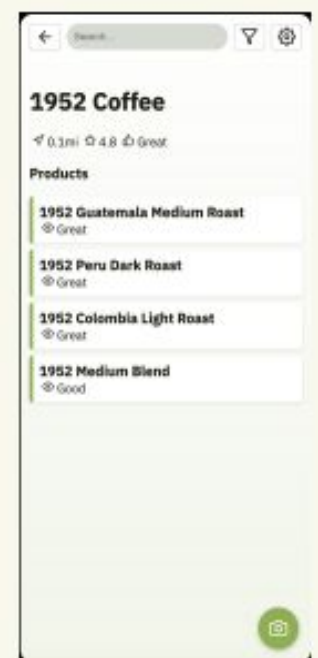 Search...
1952 Coffee
0.1mi 4.8 Great
Products
1952 Guatemala Medium Roast
Great
1952 Peru Dark Roast
Great
1952 Colombia Light Roast
Great
1952 Medium Blend
Good